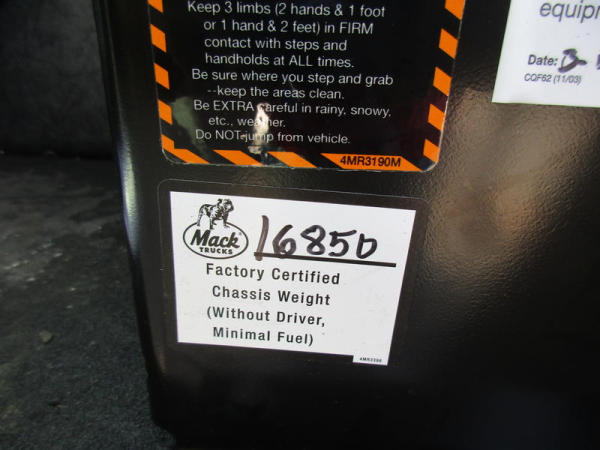 Keep 3 limbs (2 hands & 1 foot
or 1 hand & 2 feet) in FIRM
contact with steps and
handholds at ALL times.
Be sure where you step and grab
--keep the areas clean.
Be EXTRA careful in rainy, snowy,
etc., weather.
Do NOT jump from vehicle.
4MR3190M
Date:
CQF62 (11/03)
Mack
TRUCKS
16850
Factory Certified
Chassis Weight
(Without Driver,
Minimal Fuel)